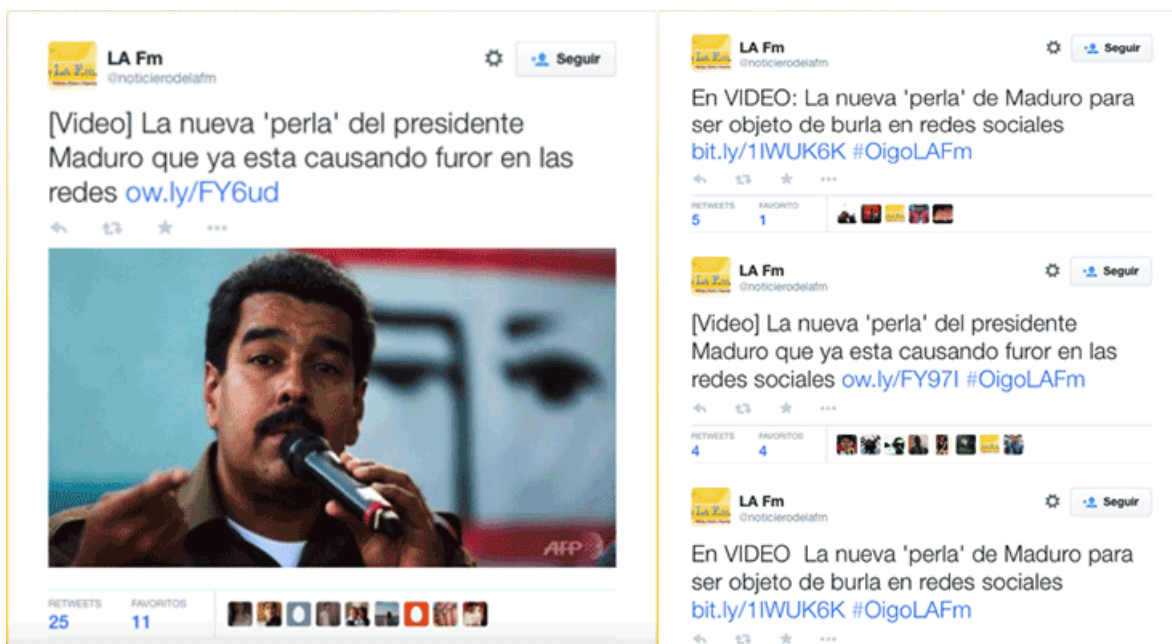 LA Fm
@noticierodelafm
Seguir
[Video] La nueva 'perla' del presidente
Maduro que ya esta causando furor en las
redes ow.ly/FY6ud
AFP
RETWEETS
FAVORITOS
25
11
LA Fm
@noticierodelafm
Seguir
En VIDEO: La nueva 'perla' de Maduro para
ser objeto de burla en redes sociales
bit.ly/1IWUK6K #OigoLAFm
RETWEETS
FAVORITO
5
1
LA Fm
@noticierodelafm
Seguir
[Video] La nueva 'perla' del presidente
Maduro que ya esta causando furor en las
redes sociales ow.ly/FY97I #OigoLAFm
RETWEETS
FAVORITOS
4
4
LA Fm
@noticierodelafm
Seguir
En VIDEO La nueva 'perla' de Maduro para
ser objeto de burla en redes sociales
bit.ly/1IWUK6K #OigoLAFm